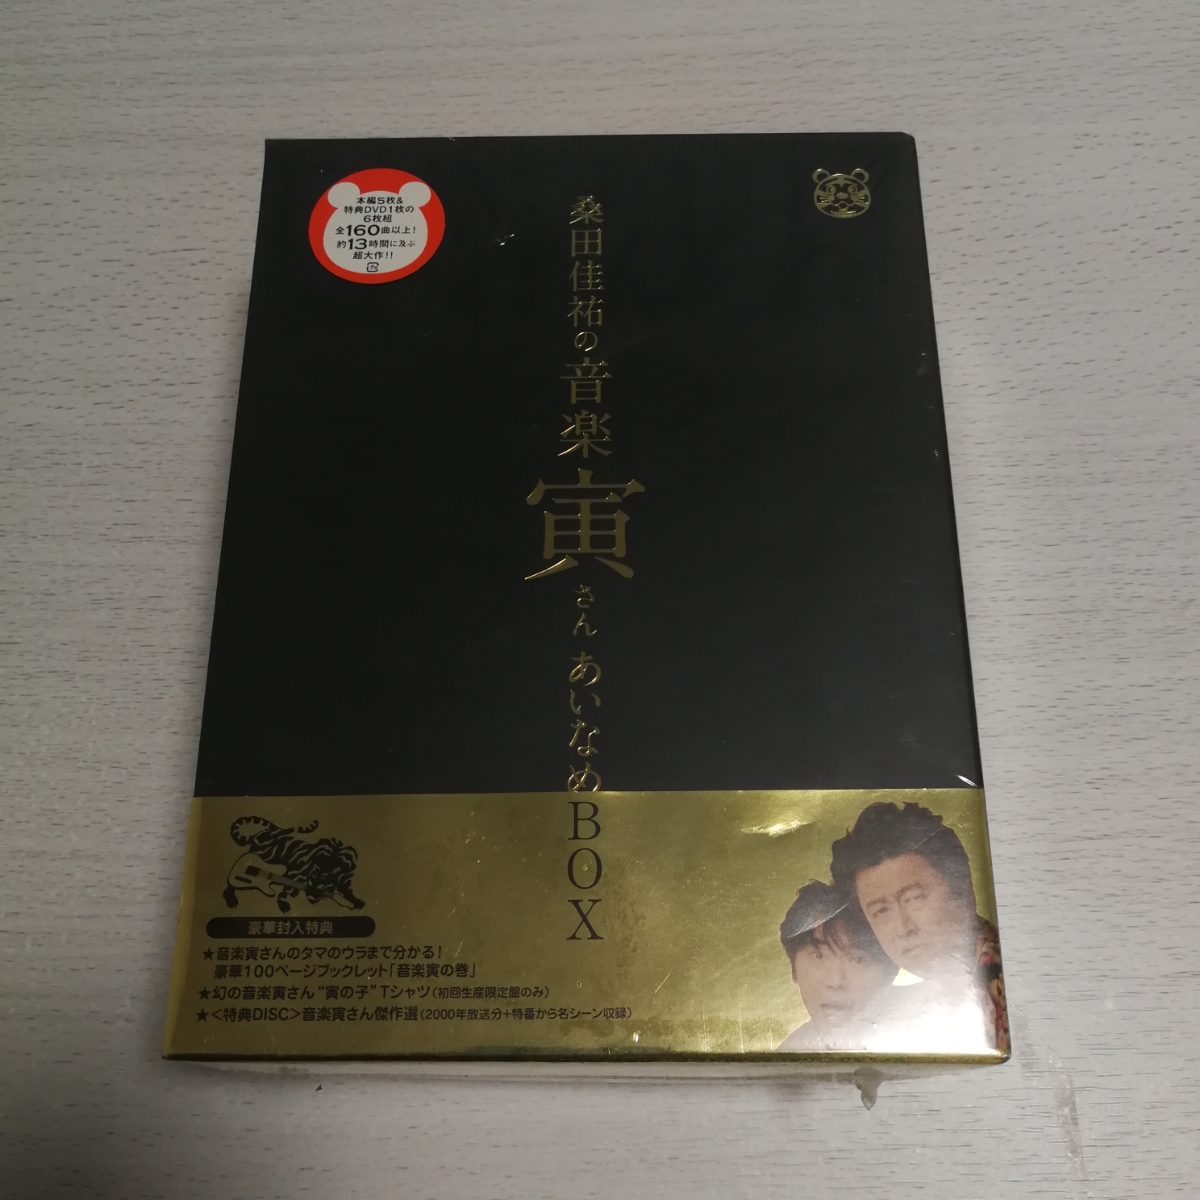 本編5枚&
特典DVD1枚の
6枚組
全160曲以上!
約13時間に及ぶ
超大作!!
桑田佳祐の音楽寅さん あいなめBOX
豪華封入特典
★音楽寅さんのタマのウラまで分かる!
豪華100ページブックレット「音楽寅の巻」
★幻の音楽寅さん“寅の子”Tシャツ(初回生産限定盤のみ)
★<特典DISC>音楽寅さん傑作選(2000年放送分+特番から名シーン収録)